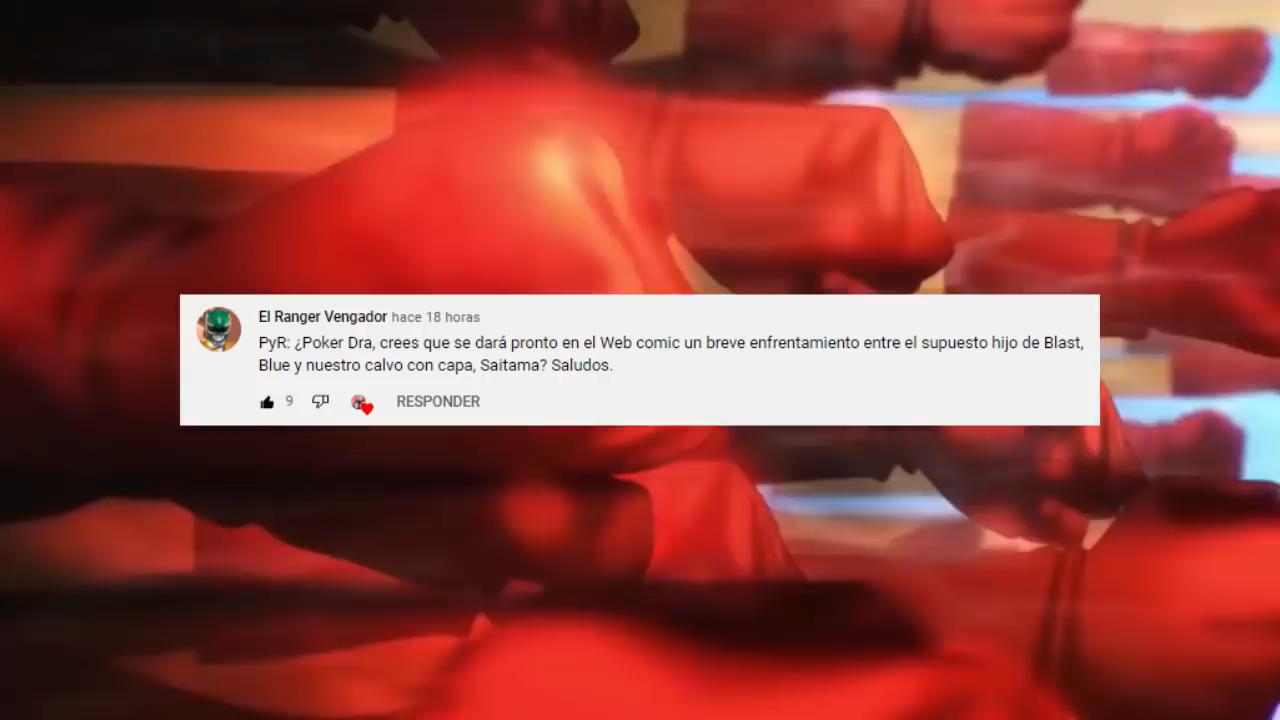 El Ranger Vengador hace 18 horas
PyR: ¿Poker Dra, crees que se dará pronto en el Web comic un breve enfrentamiento entre el supuesto hijo de Blast,
Blue y nuestro calvo con capa, Saitama? Saludos.
9 RESPONDER